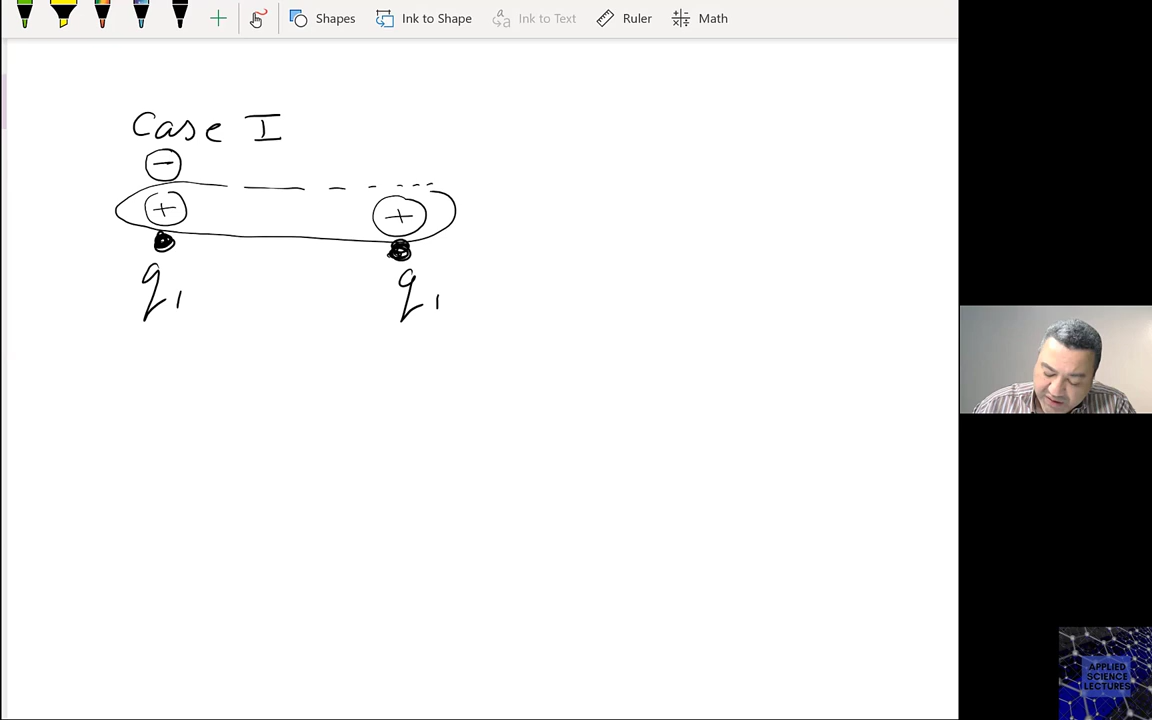 Shapes Ink to Shape Ink to Text Ruler Math
Case I
−
+ +
q1 q1
APPLIED
SCIENCE
LECTURES